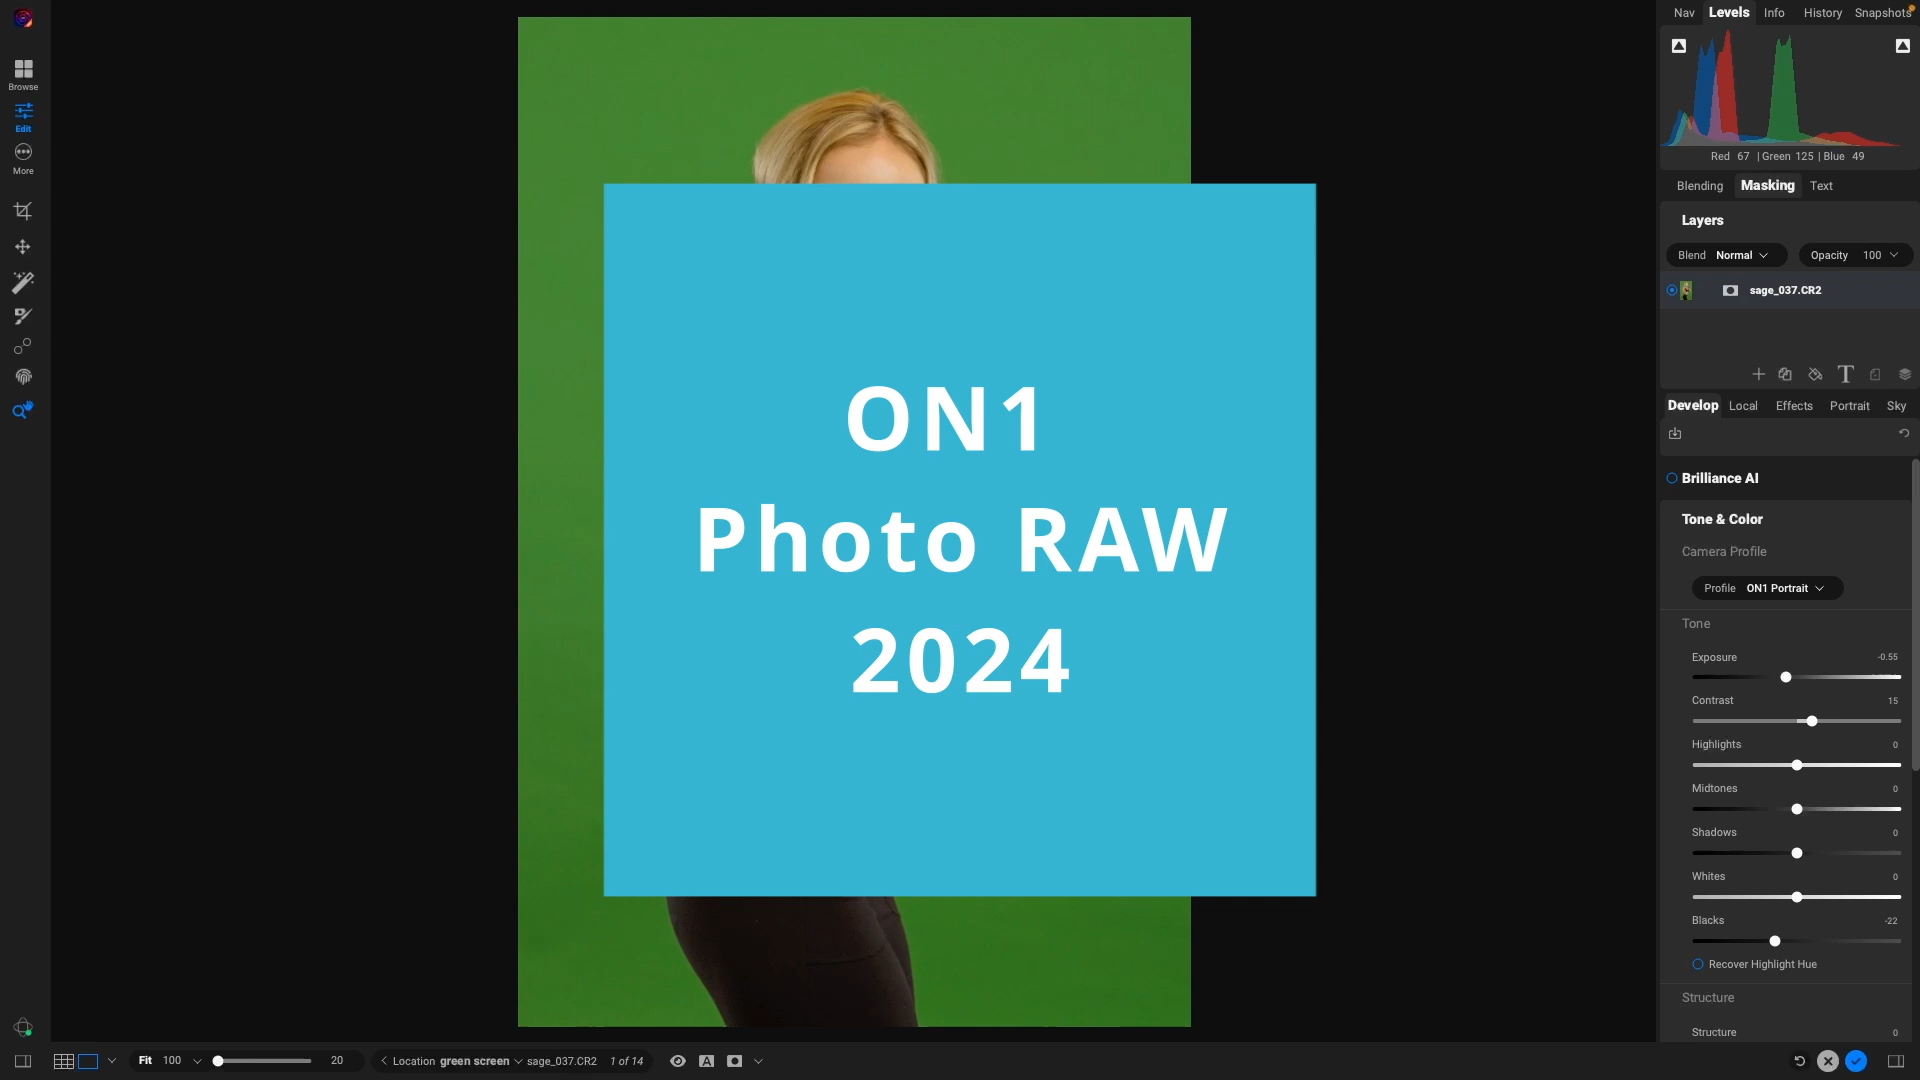 Nav Levels Info History Snapshots
Browse
Edit
More
Red 67 | Green 125 | Blue 49
Blending Masking Text
Layers
Blend Normal Opacity 100
sage_037.CR2
T
Develop Local Effects Portrait Sky
Brilliance AI
Tone & Color
Camera Profile
Profile ON1 Portrait
Tone
Exposure -0.55
Contrast 15
Highlights 0
Midtones 0
Shadows 0
Whites 0
Blacks -22
Recover Highlight Hue
Structure
Structure 0
ON1
Photo RAW
2024
Fit 100 20 Location green screen sage_037.CR2 1 of 14 A